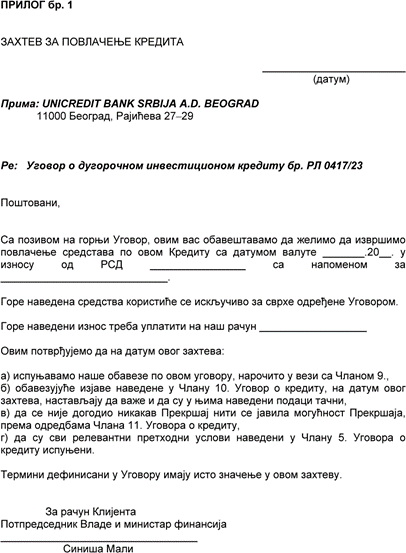 ПРИЛОГ бр. 1
ЗАХТЕВ ЗА ПОВЛАЧЕЊЕ КРЕДИТА
____________________
(датум)
Прима: UNICREDIT BANK SRBIJA A.D. BEOGRAD
11000 Београд, Рајићева 27–29
Ре: Уговор о дугорочном инвестиционом кредиту бр. РЛ 0417/23
Поштовани,
Са позивом на горњи Уговор, овим вас обавештавамо да желимо да извршимо
повлачење средстава по овом Кредиту са датумом валуте _______.20__. у
износу од РСД ________________ са напоменом за
____________________________.
Горе наведена средства користиће се искључиво за сврхе одређене Уговором.
Горе наведени износ треба уплатити на наш рачун __________________
Овим потврђујемо да на датум овог захтева:
а) испуњавамо наше обавезе по овом уговору, нарочито у вези са Чланом 9.,
б) обавезујуће изјаве наведене у Члану 10. Уговор о кредиту, на датум овог
захтева, настављају да важе и да су у њима наведени подаци тачни,
в) да се није догодио никакав Прекршај нити се јавила могућност Прекршаја,
према одредбама Члана 11. Уговора о кредиту,
г) да су сви релевантни претходни услови наведени у Члану 5. Уговора о
кредиту испуњени.
Термини дефинисани у Уговору имају исто значење у овом захтеву.
За рачун Клијента
Потпредседник Владе и министар финансија
__________________________________
Синиша Мали